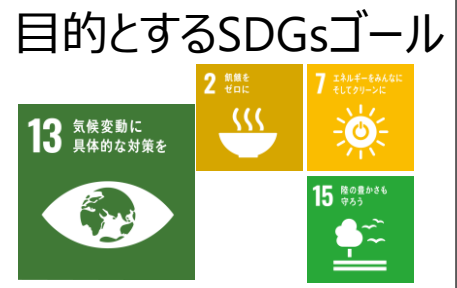 目的とするSDGsゴール
2 飢餓を
ゼロに
7 エネルギーをみんなに
そしてクリーンに
13 気候変動に
具体的な対策を
15 陸の豊かさも
守ろう